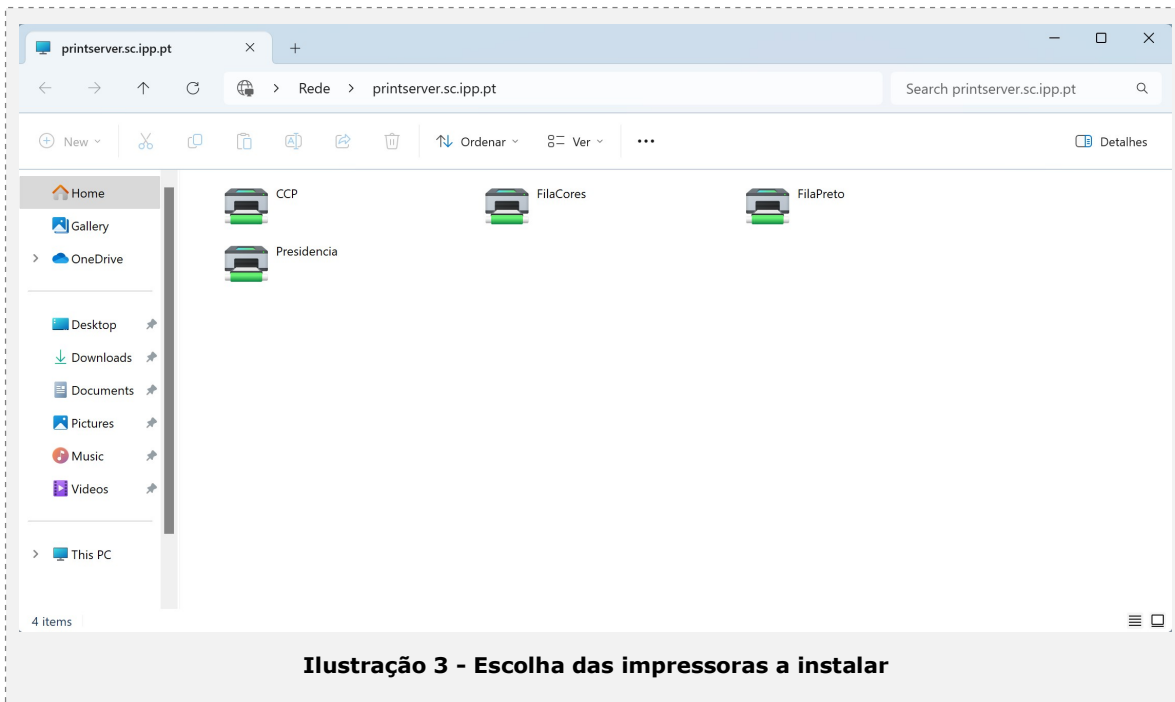 printserver.sc.ipp.pt
Rede > printserver.sc.ipp.pt
Search printserver.sc.ipp.pt
New
Ordenar
Ver
Detalhes
Home
Gallery
OneDrive
Desktop
Downloads
Documents
Pictures
Music
Videos
This PC
CCP
FilaCores
FilaPreto
Presidencia
4 items
Ilustração 3 - Escolha das impressoras a instalar